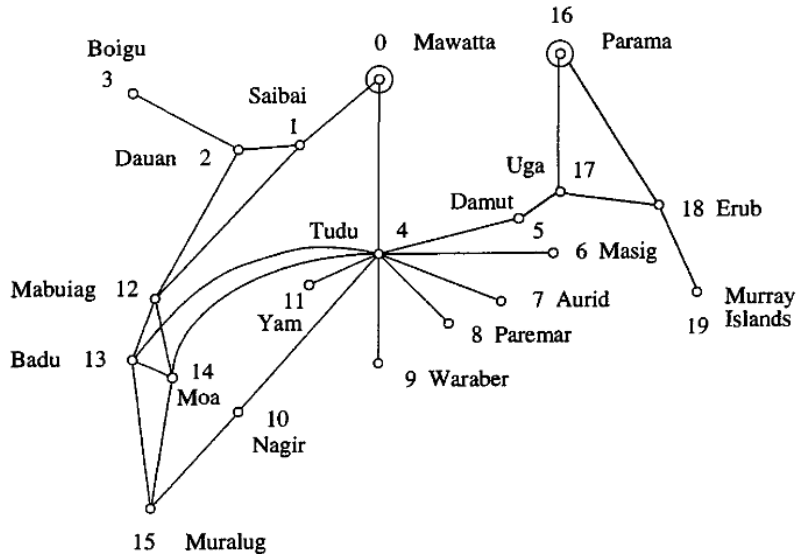 16
0 Mawatta
Parama
Boigu
3
Saibai
1
Dauan 2
Uga 17
Damut
5
18 Erub
Tudu 4
6 Masig
Mabuiag 12
11
Yam
7 Aurid
19
Murray
Islands
8 Paremar
Badu 13
14
Moa
9 Waraber
10
Nagir
15 Muralug